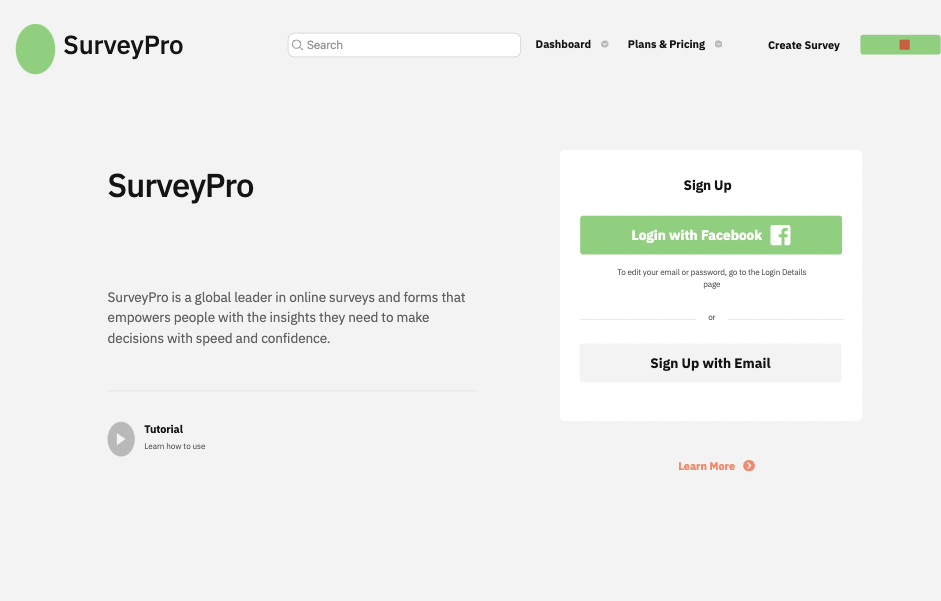 SurveyPro
Search
Dashboard
Plans & Pricing
Create Survey
SurveyPro
SurveyPro is a global leader in online surveys and forms that
empowers people with the insights they need to make
decisions with speed and confidence.
Tutorial
Learn how to use
Sign Up
Login with Facebook
To edit your email or password, go to the Login Details
page
or
Sign Up with Email
Learn More